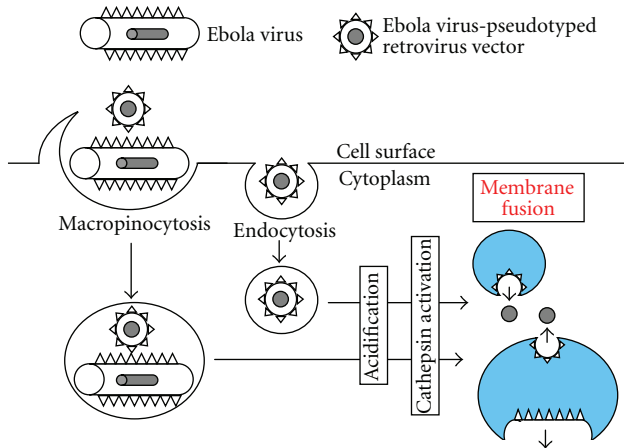 Ebola virus
Ebola virus-pseudotyped
retrovirus vector
Cell surface
Cytoplasm
Macropinocytosis
Endocytosis
Membrane
fusion
Acidification
Cathepsin activation